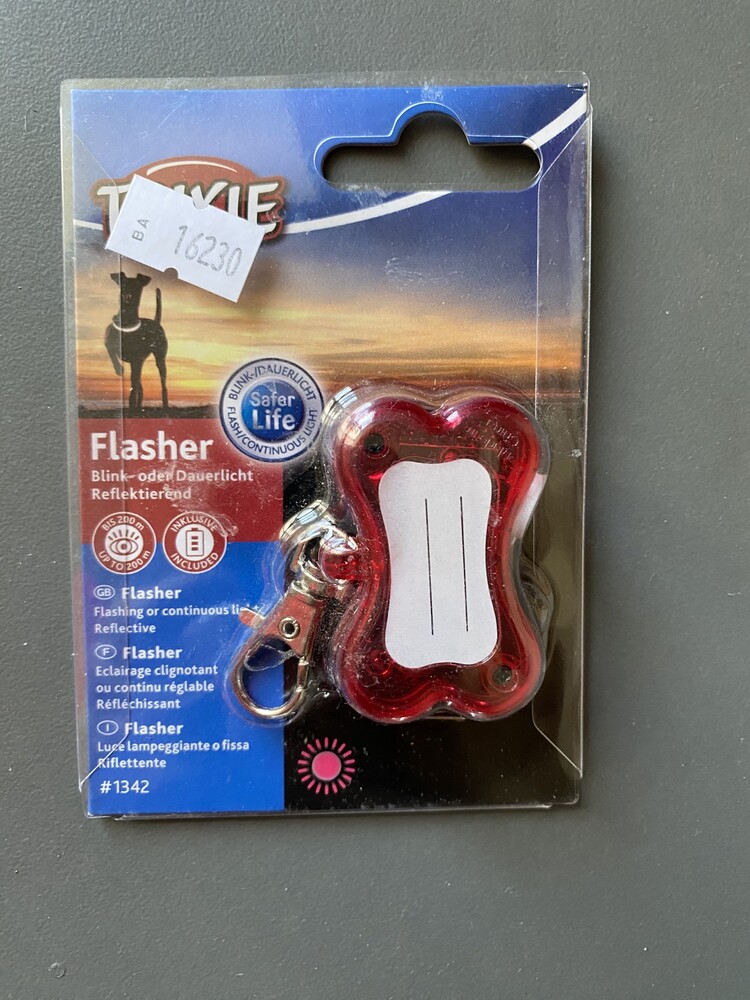 TRIXIE
BA 16230
BLINK-/DAUERLICHT
Safer
Life
FLASH/CONTINUOUS LIGHT
Flasher
Blink- oder Dauerlicht
Reflektierend
BIS 200 m
UP TO 200 m
INKLUSIVE
INCLUDED
GB Flasher
Flashing or continuous
Reflective
F Flasher
Eclairage clignotant
ou continu réglable
Réfléchissant
I Flasher
Luce lampeggiante o fissa
Riflettente
#1342